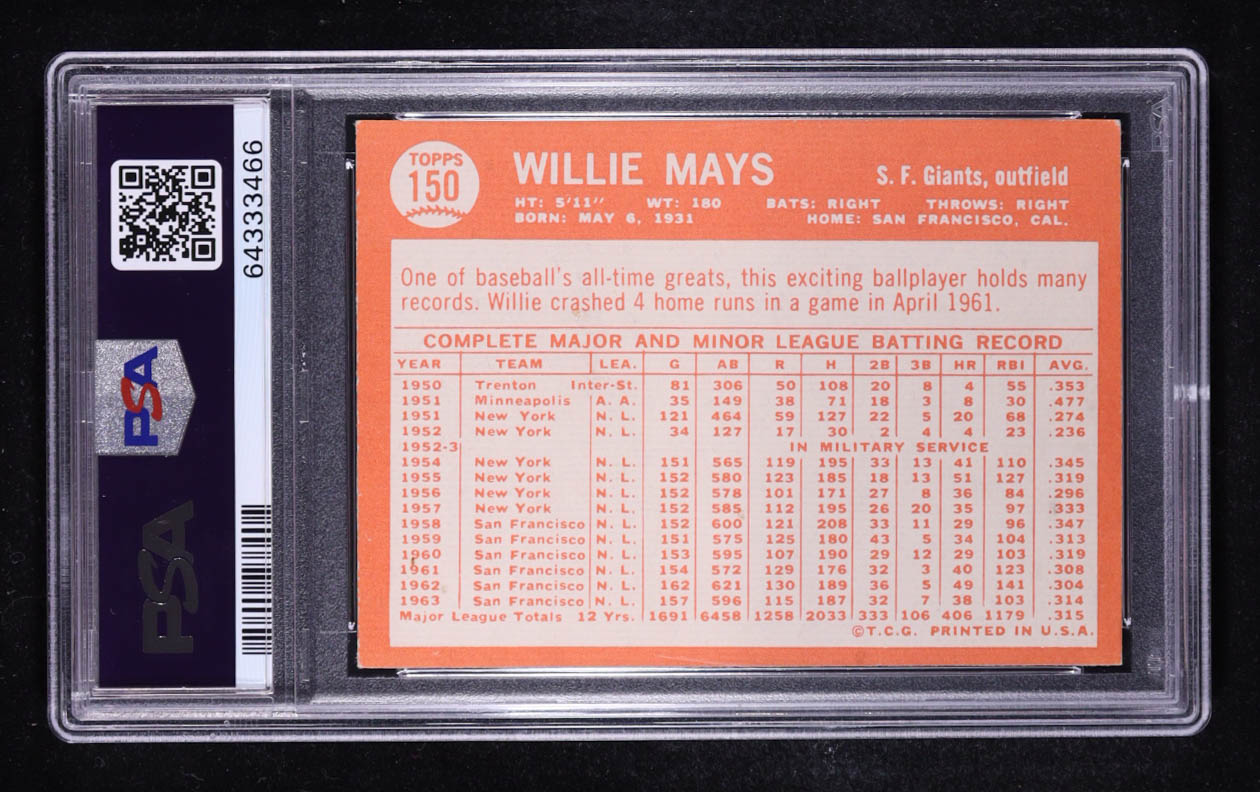 64333466
PSA
PSA
TOPPS
150
WILLIE MAYS
S. F. Giants, outfield
HT: 5'11" WT: 180 BATS: RIGHT THROWS: RIGHT
BORN: MAY 6, 1931 HOME: SAN FRANCISCO, CAL.
One of baseball's all-time greats, this exciting ballplayer holds many
records. Willie crashed 4 home runs in a game in April 1961.
COMPLETE MAJOR AND MINOR LEAGUE BATTING RECORD
YEAR TEAM LEA. G AB R H 2B 3B HR RBI AVG.
1950 Trenton Inter-St. 81 306 50 108 20 8 4 55 .353
1951 Minneapolis A. A. 35 149 38 71 18 3 8 30 .477
1951 New York N. L. 121 464 59 127 22 5 20 68 .274
1952 New York N. L. 34 127 17 30 2 4 4 23 .236
1952-3 IN MILITARY SERVICE
1954 New York N. L. 151 565 119 195 33 13 41 110 .345
1955 New York N. L. 152 580 123 185 18 13 51 127 .319
1956 New York N. L. 152 578 101 171 27 8 36 84 .296
1957 New York N. L. 152 585 112 195 26 20 35 97 .333
1958 San Francisco N. L. 152 600 121 208 33 11 29 96 .347
1959 San Francisco N. L. 151 575 125 180 43 5 34 104 .313
1960 San Francisco N. L. 153 595 107 190 29 12 29 103 .319
1961 San Francisco N. L. 154 572 129 176 32 3 40 123 .308
1962 San Francisco N. L. 162 621 130 189 36 5 49 141 .304
1963 San Francisco N. L. 157 596 115 187 32 7 38 103 .314
Major League Totals 12 Yrs. 1691 6458 1258 2033 333 106 406 1179 .315
©T.C.G. PRINTED IN U.S.A.